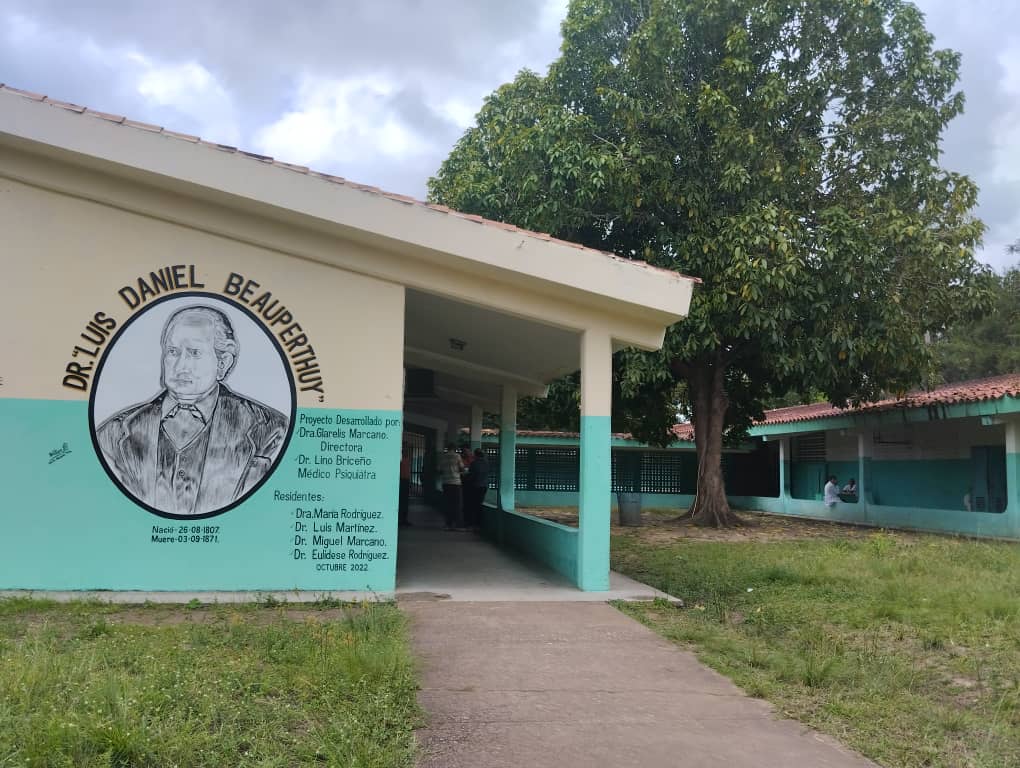 DR. "LUIS DANIEL BEAUPERTHUY"
Proyecto Desarrollado por:
Dra.Glarelis Marcano.
Directora
Dr. Lino Briceño
Médico Psiquiatra
Residentes:
Dra.María Rodríguez.
Dr. Luis Martínez.
Dr. Miguel Marcano.
Dr. Eulídese Rodríguez.
OCTUBRE 2022
Nació-26-08-1807.
Muere-03-09-1871.